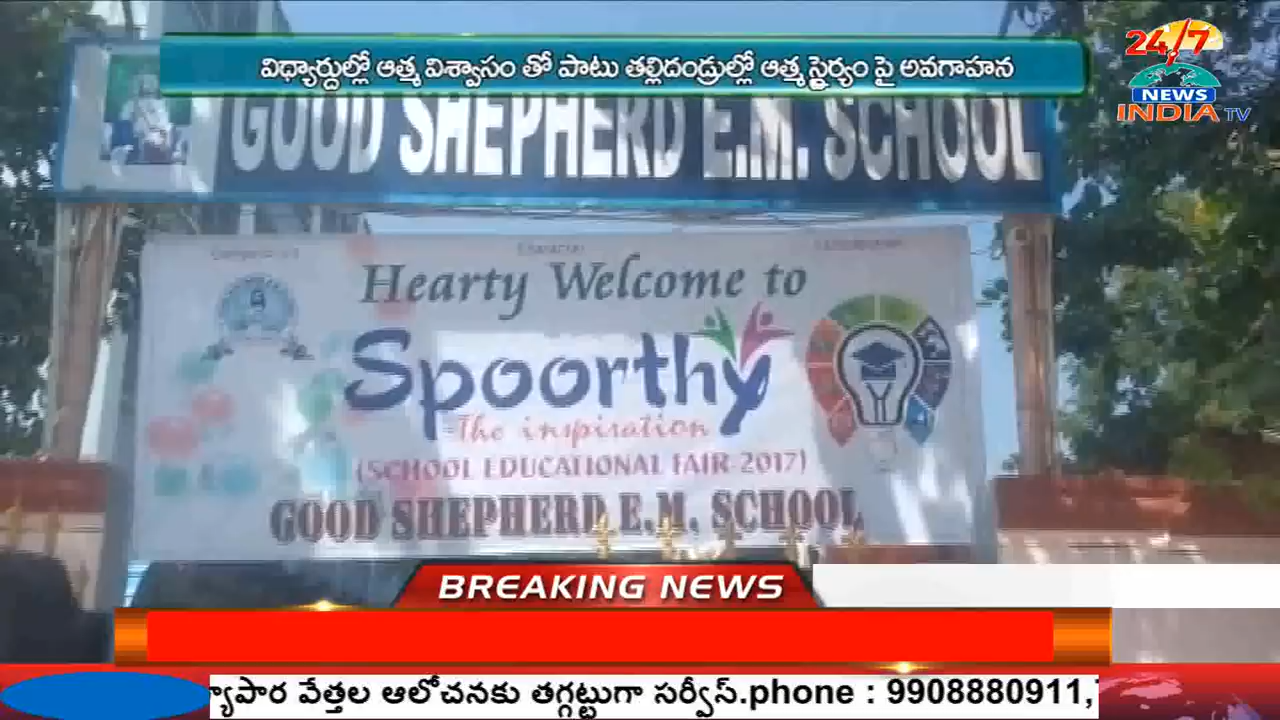 విధ్యార్దుల్లో ఆత్మ విశ్వాసం తో పాటు తల్లిదండ్రుల్లో ఆత్మస్థైర్యం పై అవగాహన
24/7
NEWS
INDIA TV
GOOD SHEPHERD E.M. SCHOOL
Hearty Welcome to
Spoorthy
The inspiration
(SCHOOL EDUCATIONAL FAIR-2017)
GOOD SHEPHERD E.M. SCHOOL
BREAKING NEWS
వ్యాపార వేత్తల ఆలోచనకు తగ్గట్టుగా సర్వీస్.phone : 9908880911,